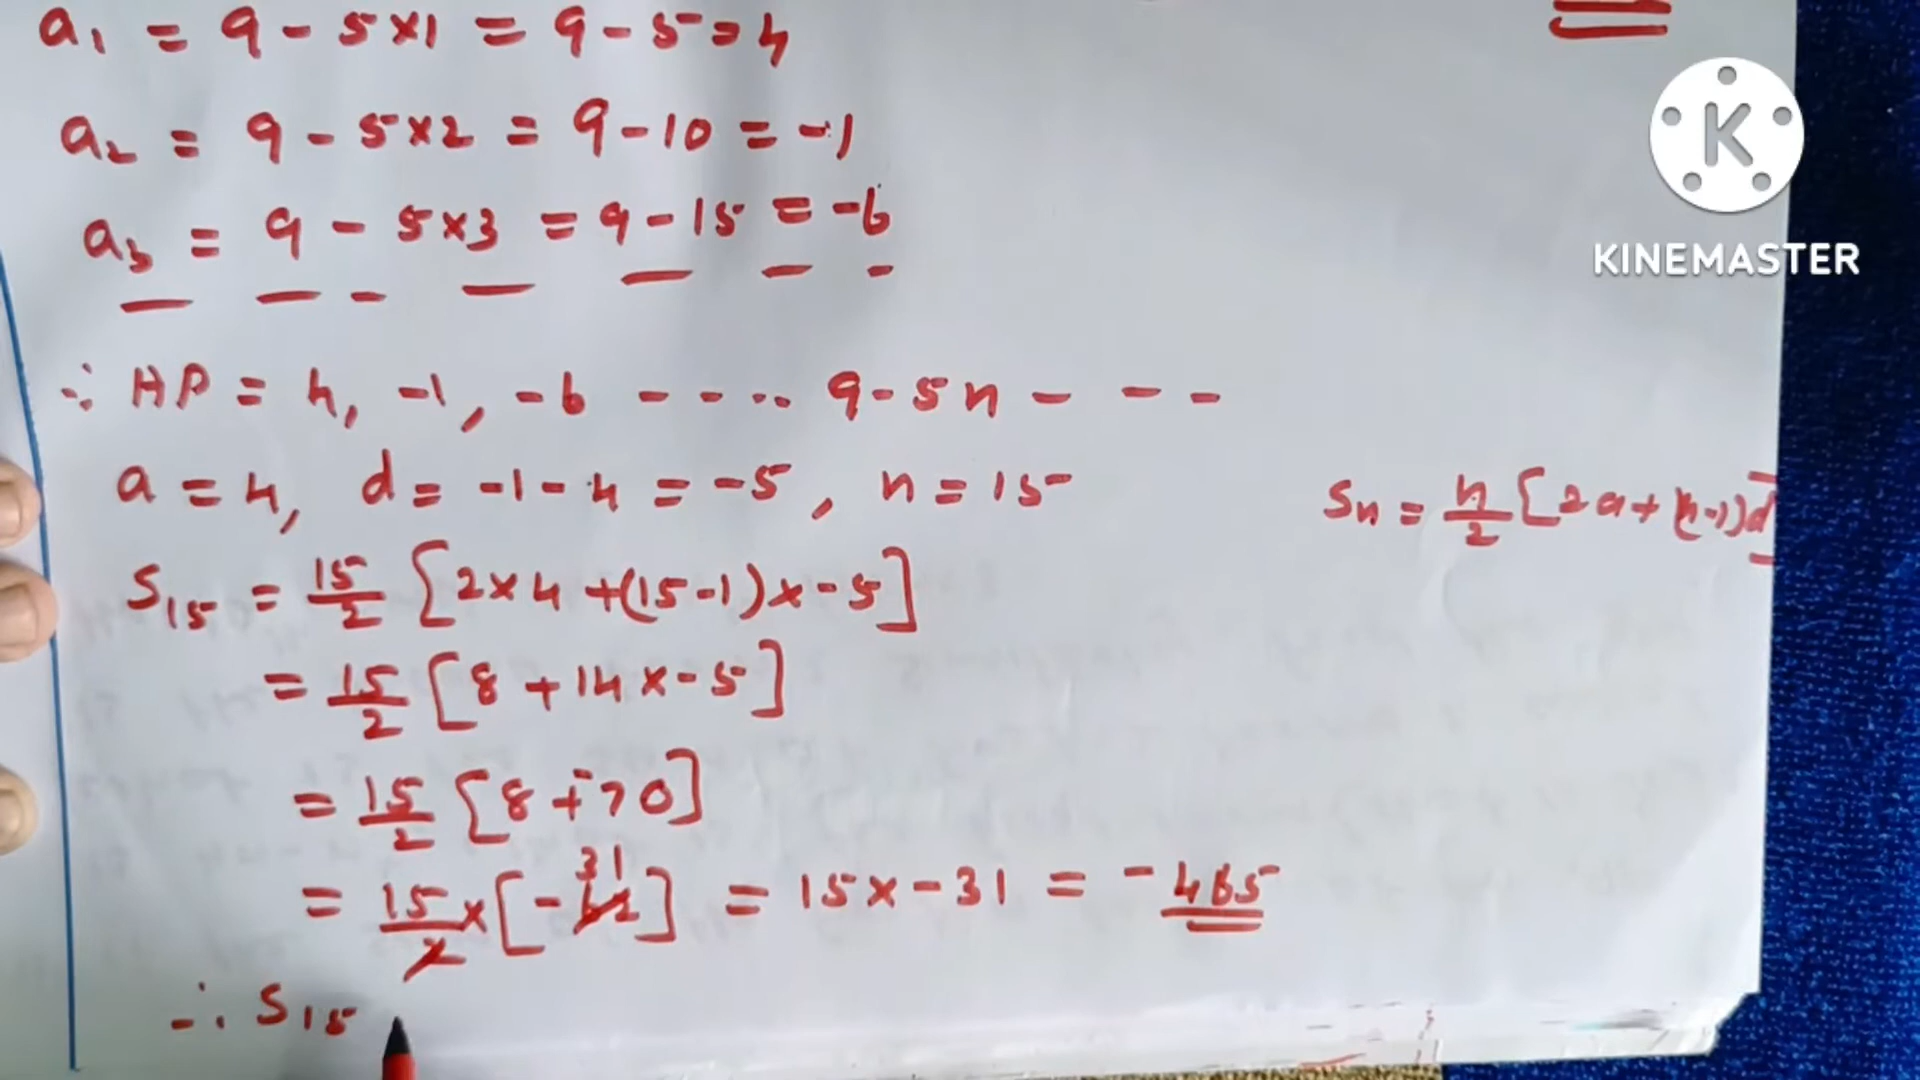 a₁ = 9 - 5×1 = 9 - 5 = 4
a₂ = 9 - 5×2 = 9 - 10 = -1
a₃ = 9 - 5×3 = 9 - 15 = -6
KINEMASTER
∴ AP = 4, -1, -6 - - - .. 9 - 5n - - -
a = 4, d = -1 - 4 = -5, n = 15
Sn = n/2 [2a + (n-1)d]
S₁₅ = 15/2 [2×4 + (15-1)×-5]
= 15/2 [8 + 14×-5]
= 15/2 [8 + -70]
= 15/2 × [-62] 31 = 15×-31 = -465
∴ S₁₅